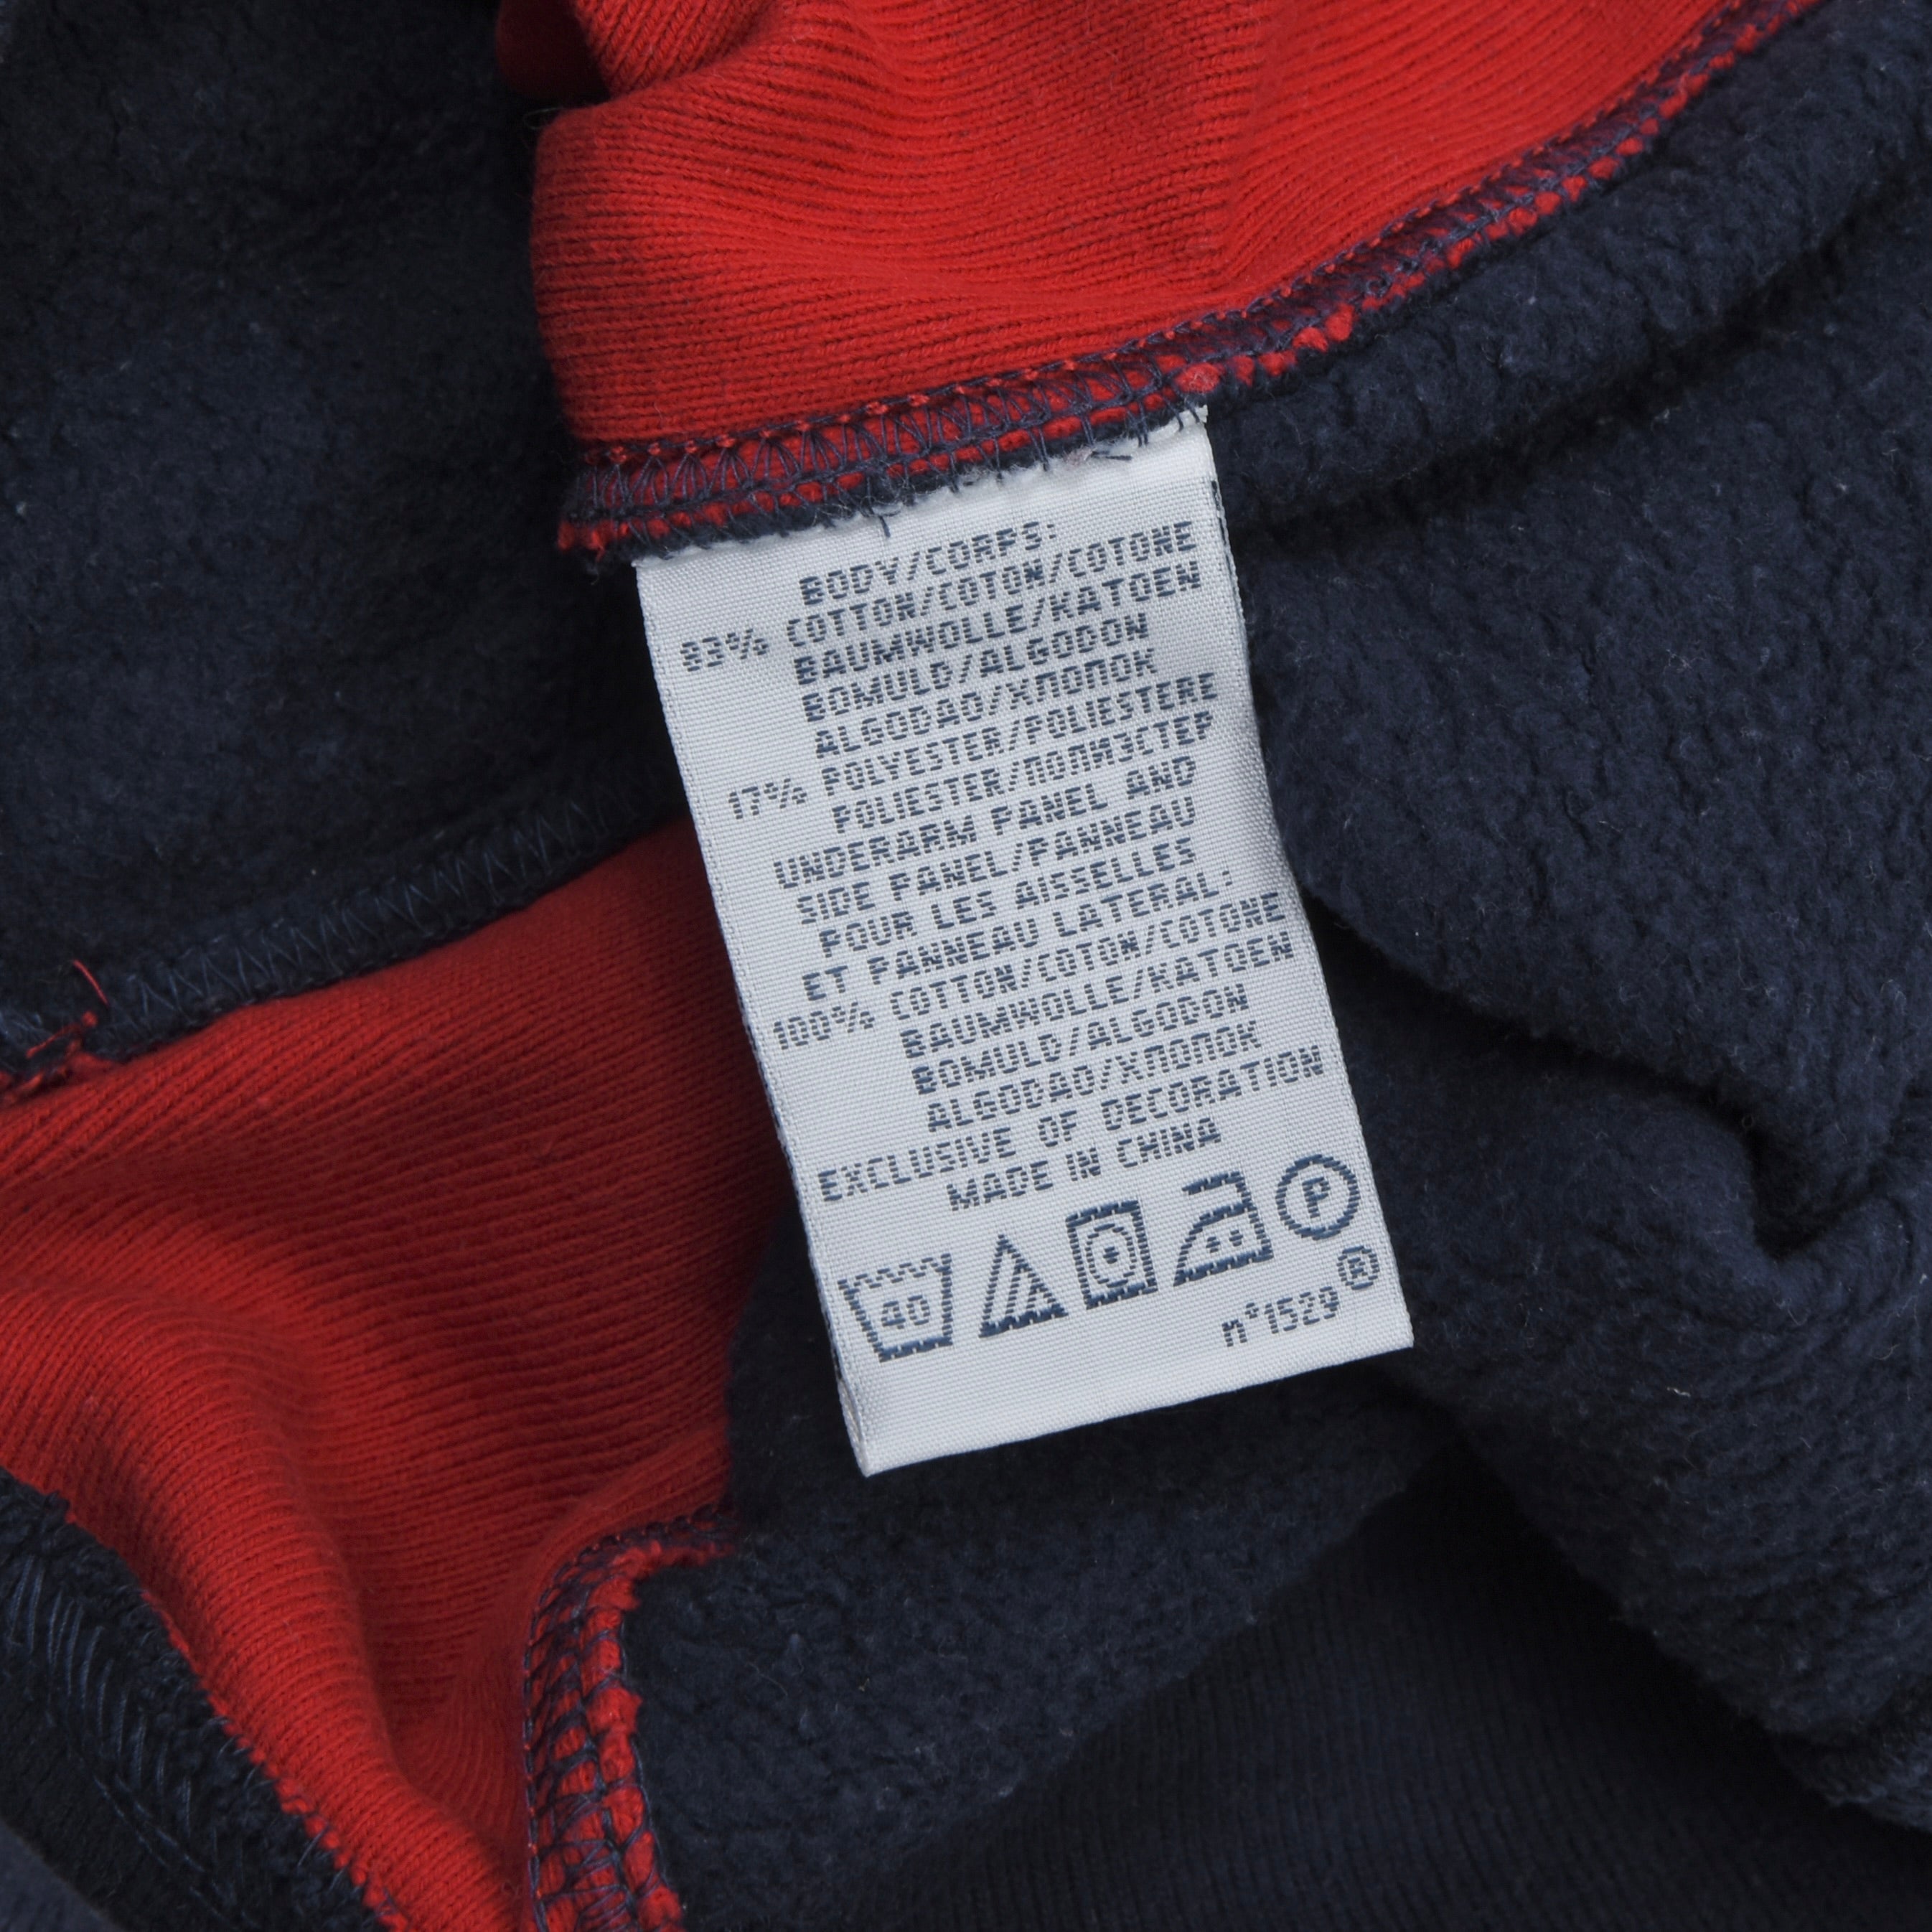 BODY/CORPS:
83% COTTON/COTON/COTONE
BAUMWOLLE/KATOEN
BOMULD/ALGODON
ALGODAO/ХЛОПОК
17% POLYESTER/POLIESTERE
POLIESTER/ПОЛИЭСТЕР
UNDERARM PANEL AND
SIDE PANEL/PANNEAU
POUR LES AISSELLES
ET PANNEAU LATERAL:
100% COTTON/COTON/COTONE
BAUMWOLLE/KATOEN
BOMULD/ALGODON
ALGODAO/ХЛОПОК
EXCLUSIVE OF DECORATION
MADE IN CHINA
40 P
n°1529 ®